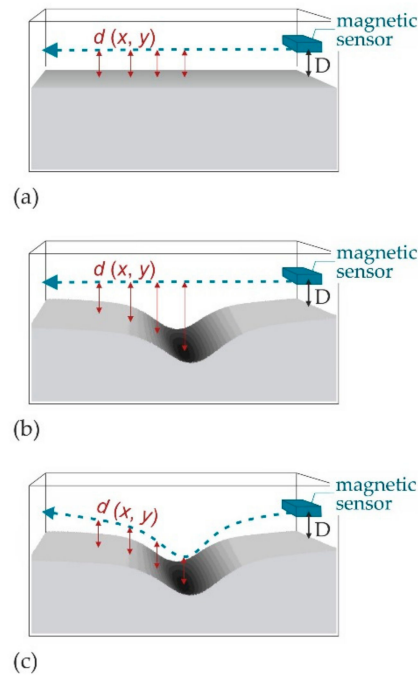 magnetic
sensor
d (x, y)
D
(a)
magnetic
sensor
d (x, y)
D
(b)
magnetic
sensor
d (x, y)
D
(c)